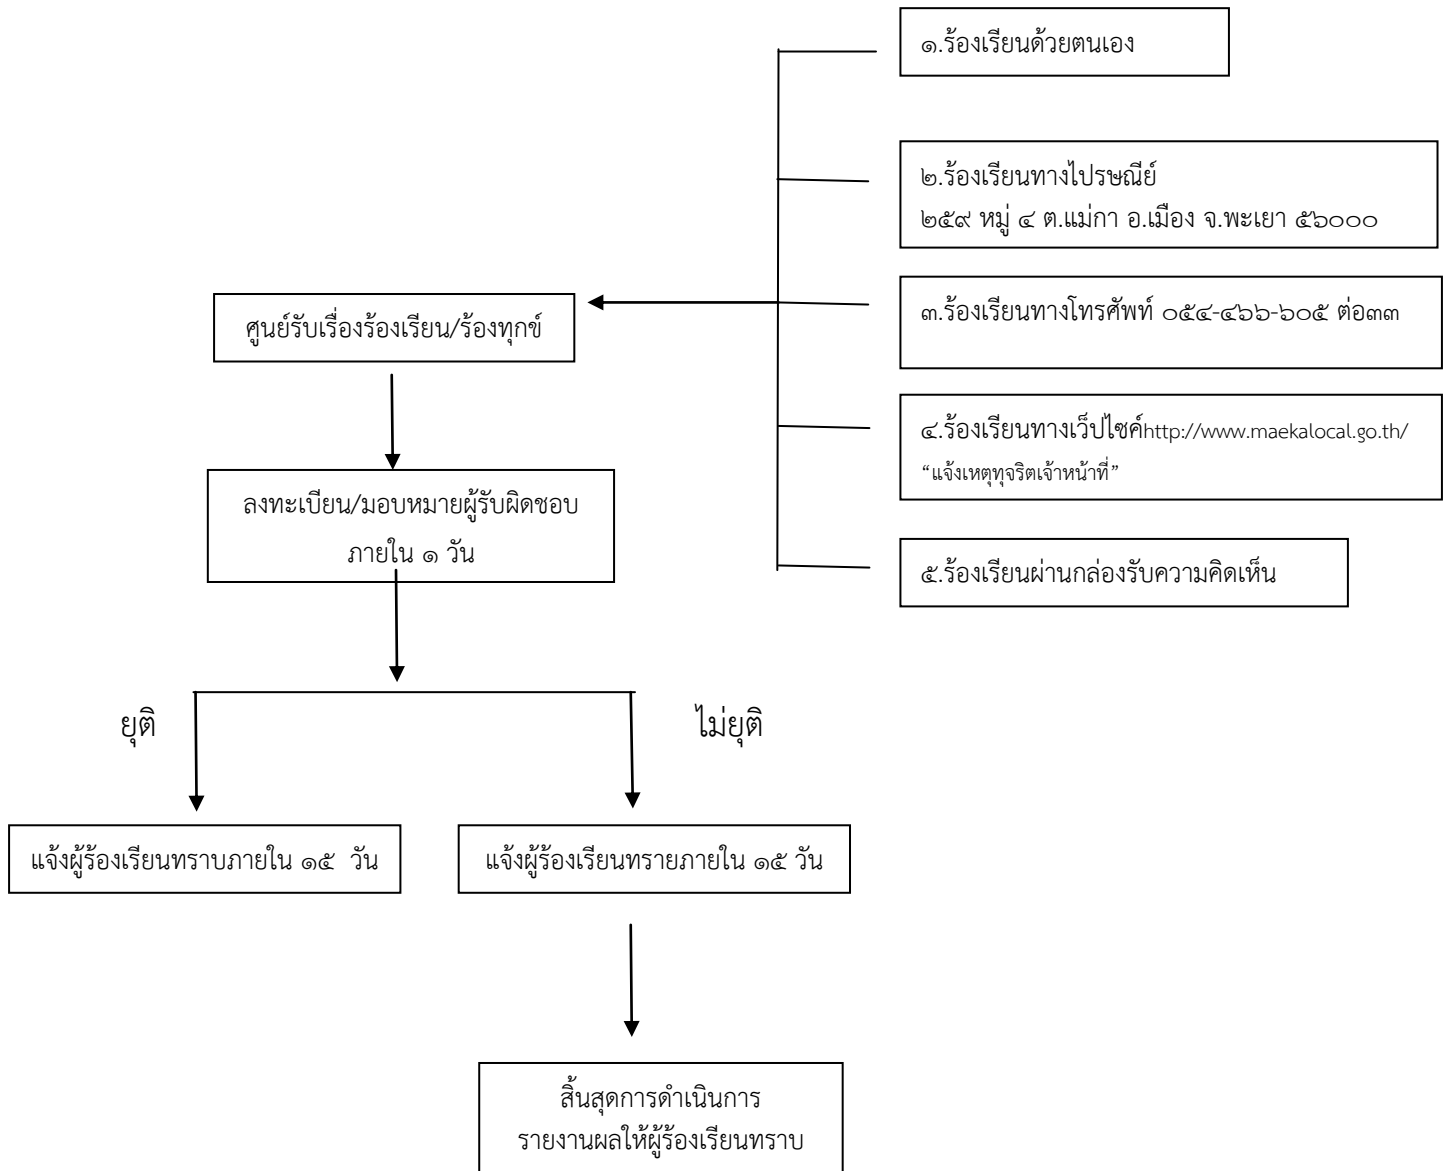 ๑.ร้องเรียนด้วยตนเอง
๒.ร้องเรียนทางไปรษณีย์
๒๕๙ หมู่ ๔ ต.แม่กา อ.เมือง จ.พะเยา ๕๖๐๐๐
๓.ร้องเรียนทางโทรศัพท์ ๐๕๔-๔๖๖-๖๐๕ ต่อ๓๓
๔.ร้องเรียนทางเว็ปไซค์http://www.maekalocal.go.th/
“แจ้งเหตุทุจริตเจ้าหน้าที่”
๕.ร้องเรียนผ่านกล่องรับความคิดเห็น
ศูนย์รับเรื่องร้องเรียน/ร้องทุกข์
ลงทะเบียน/มอบหมายผู้รับผิดชอบ
ภายใน ๑ วัน
ยุติ
ไม่ยุติ
แจ้งผู้ร้องเรียนทราบภายใน ๑๕ วัน
แจ้งผู้ร้องเรียนทรายภายใน ๑๕ วัน
สิ้นสุดการดำเนินการ
รายงานผลให้ผู้ร้องเรียนทราบ